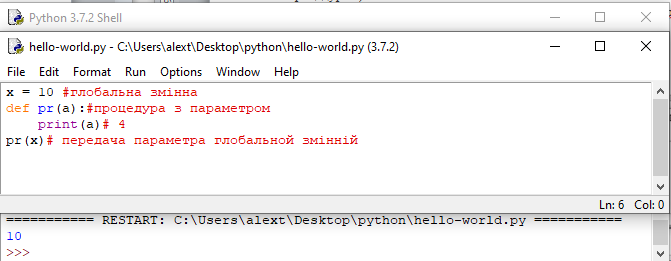 Python 3.7.2 Shell
hello-world.py - C:\Users\alext\Desktop\python\hello-world.py (3.7.2)
File Edit Format Run Options Window Help
x = 10 #глобальна змінна
def pr(a):#процедура з параметром
    print(a)# 4
pr(x)# передача параметра глобальной змінній
Ln: 6 Col: 0
=========== RESTART: C:\Users\alext\Desktop\python\hello-world.py ===========
10
>>>